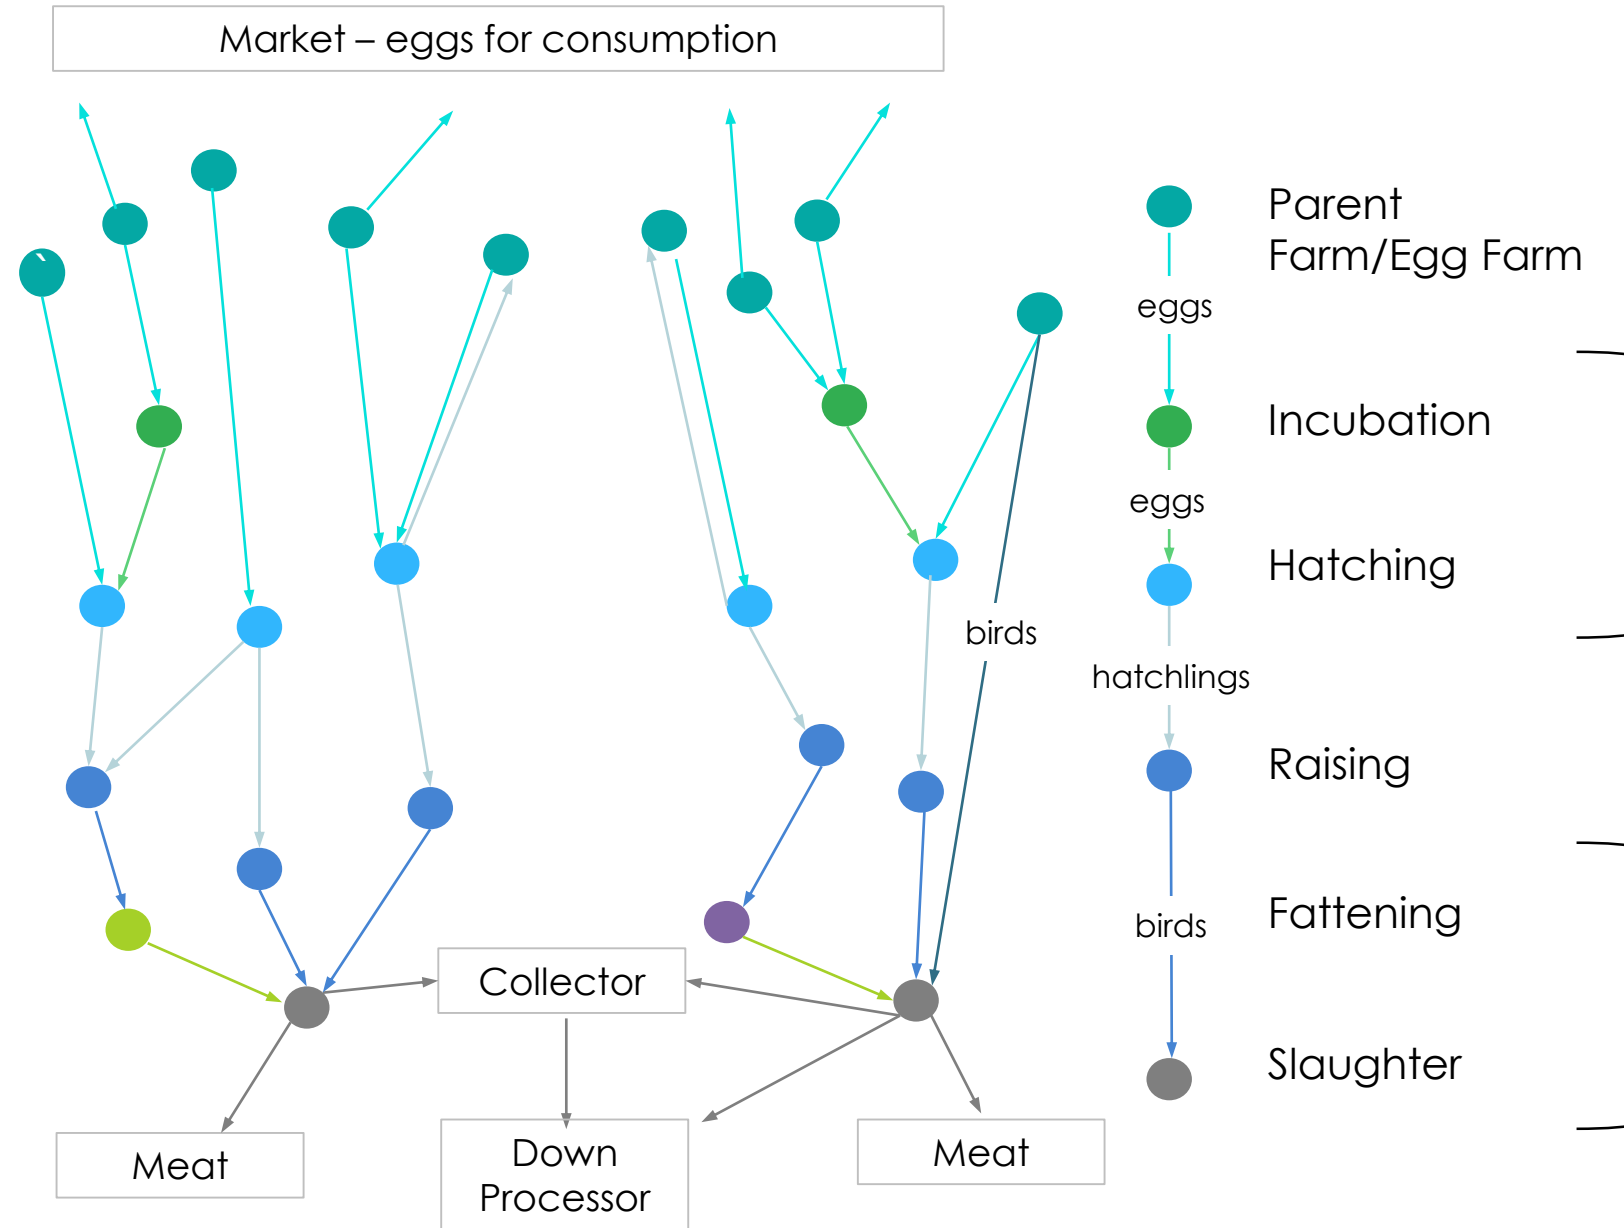 Market – eggs for consumption
`
Parent
Farm/Egg Farm
eggs
Incubation
eggs
Hatching
birds
hatchlings
Raising
Fattening
birds
Collector
Slaughter
Meat
Down
Processor
Meat